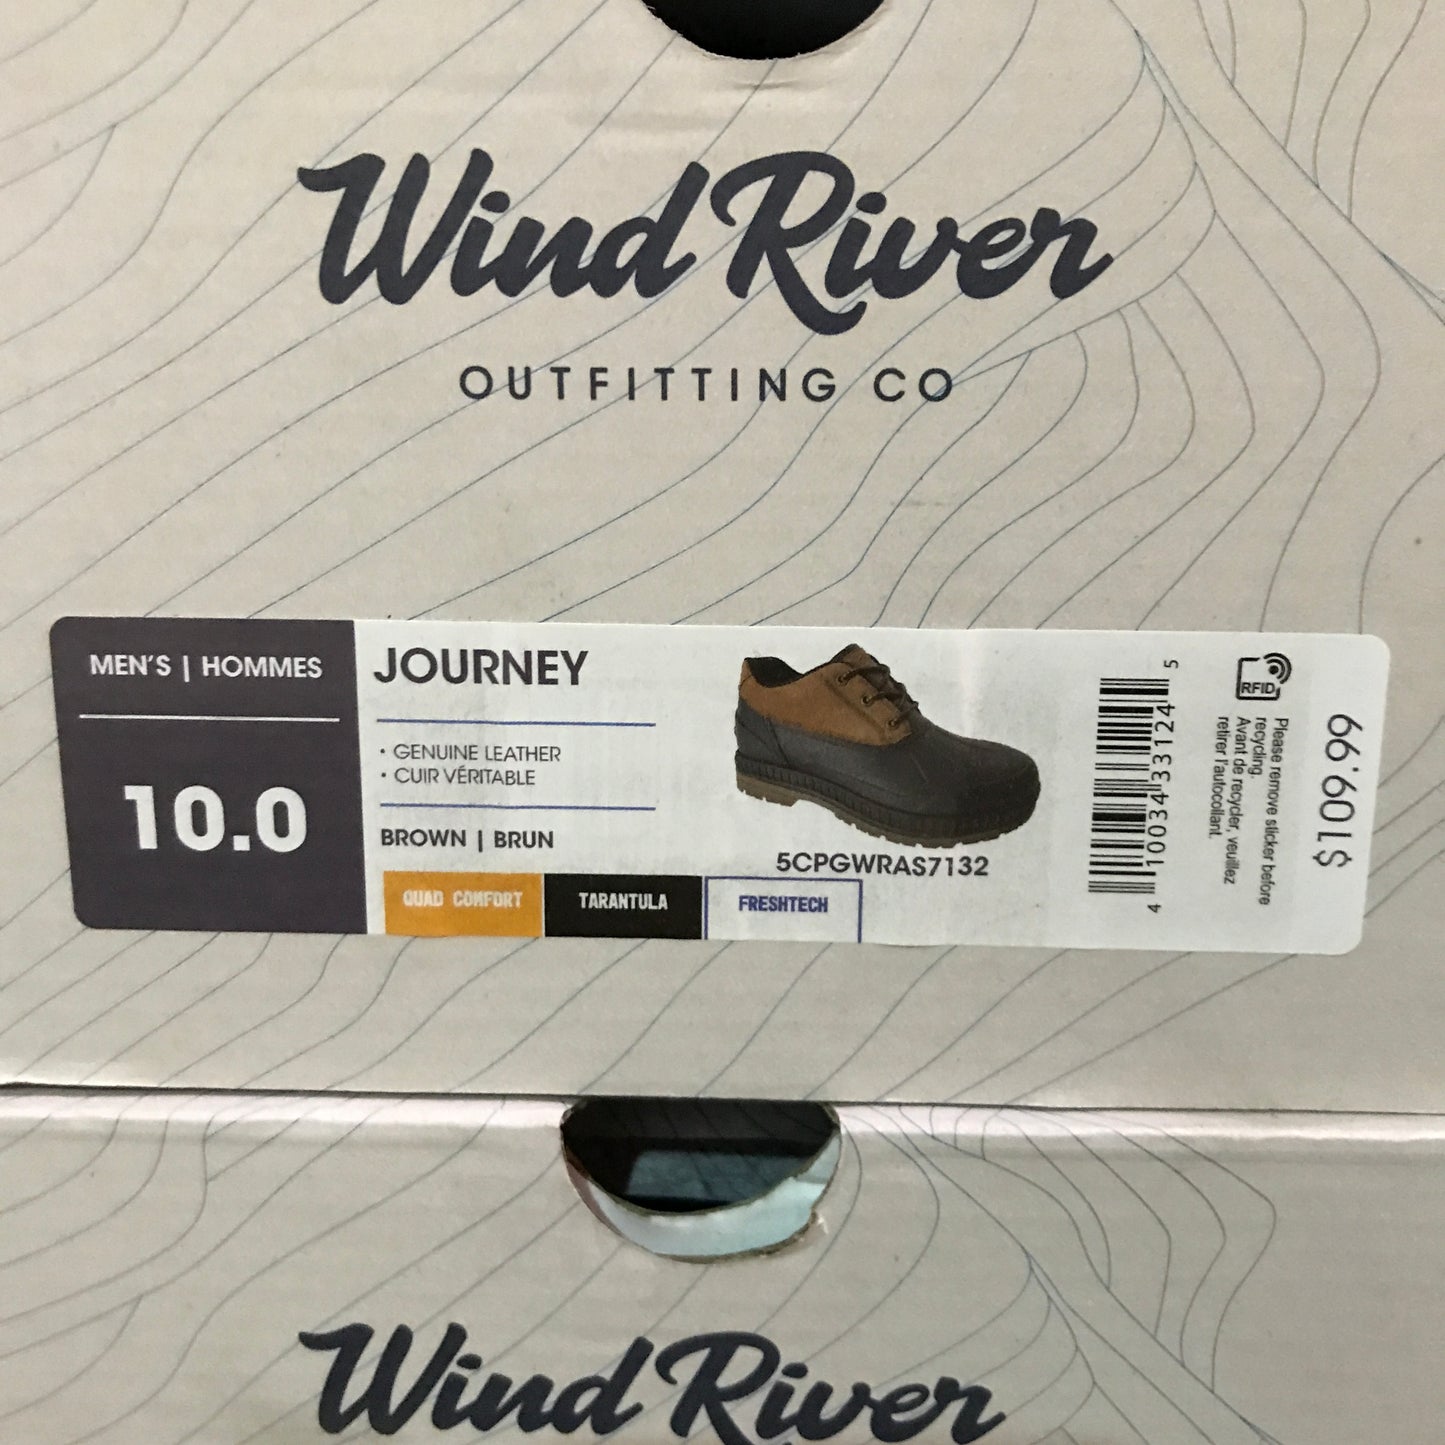 Wind River
OUTFITTING CO
MEN'S | HOMMES
10.0
JOURNEY
• GENUINE LEATHER
• CUIR VÉRITABLE
BROWN | BRUN
QUAD COMFORT
TARANTULA
FRESHTECH
5CPGWRAS7132
4 10034 33124 5
RFID
Please remove sticker before
recycling.
Avant de recycler, veuillez
retirer l'autocollant.
$109.99
Wind River